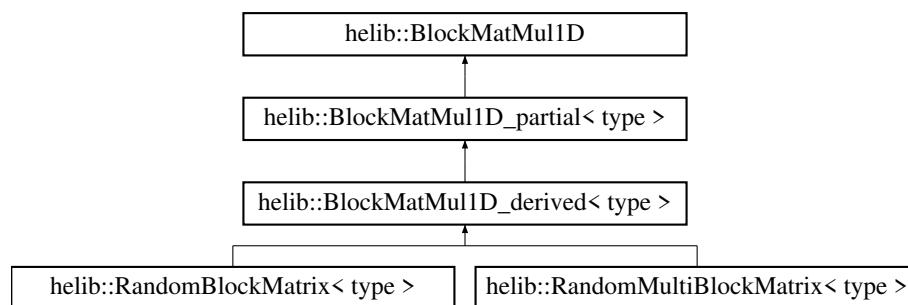 helib::BlockMatMul1D
helib::BlockMatMul1D_partial< type >
helib::BlockMatMul1D_derived< type >
helib::RandomBlockMatrix< type >
helib::RandomMultiBlockMatrix< type >